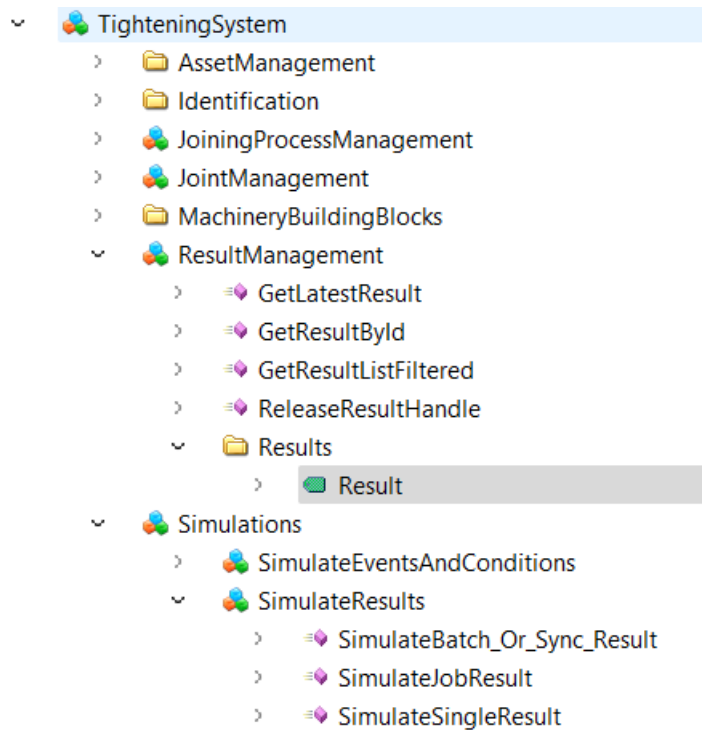 TighteningSystem
AssetManagement
Identification
JoiningProcessManagement
JointManagement
MachineryBuildingBlocks
ResultManagement
GetLatestResult
GetResultById
GetResultListFiltered
ReleaseResultHandle
Results
Result
Simulations
SimulateEventsAndConditions
SimulateResults
SimulateBatch_Or_Sync_Result
SimulateJobResult
SimulateSingleResult